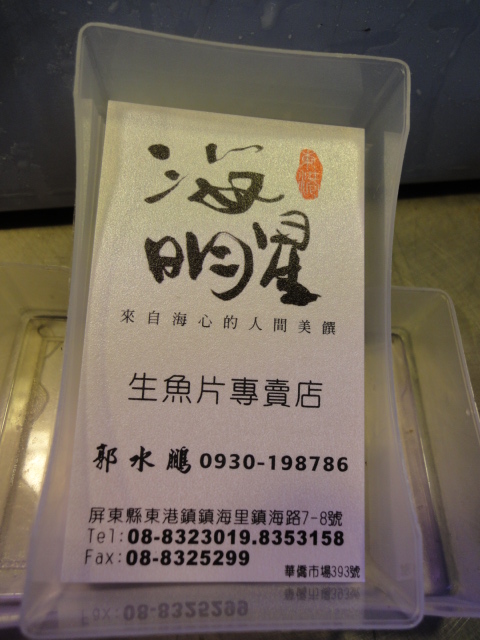 海
明星
來自海心的人間美饌
生魚片專賣店
郭水鵬 0930-198786
屏東縣東港鎮鎮海里鎮海路7-8號
Tel:08-8323019.8353158
Fax:08-8325299
華僑市場393號